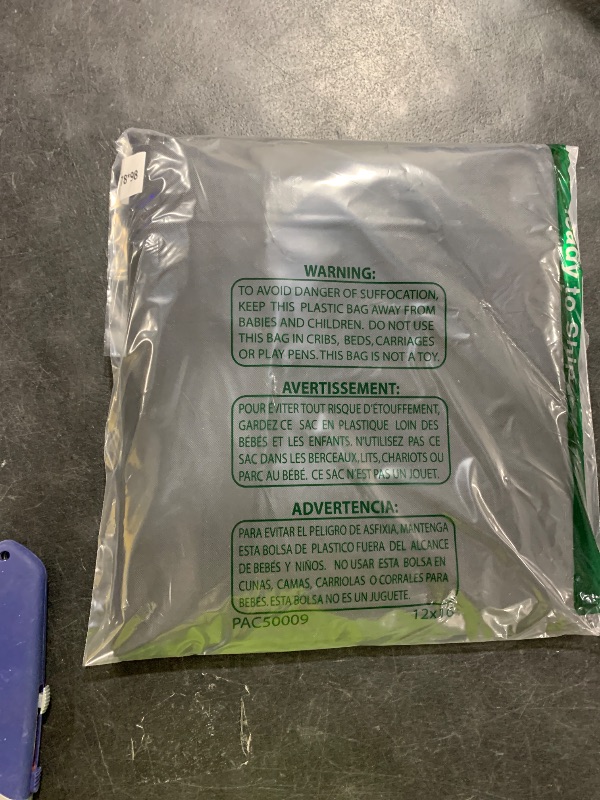 78*98
WARNING:
TO AVOID DANGER OF SUFFOCATION,
KEEP THIS PLASTIC BAG AWAY FROM
BABIES AND CHILDREN. DO NOT USE
THIS BAG IN CRIBS, BEDS, CARRIAGES
OR PLAY PENS. THIS BAG IS NOT A TOY.
AVERTISSEMENT:
POUR ÉVITER TOUT RISQUE D'ÉTOUFFEMENT,
GARDEZ CE SAC EN PLASTIQUE LOIN DES
BÉBÉS ET LES ENFANTS. N'UTILISEZ PAS CE
SAC DANS LES BERCEAUX, LITS, CHARIOTS OU
PARC AU BÉBÉ. CE SAC N'EST PAS UN JOUET.
ADVERTENCIA:
PARA EVITAR EL PELIGRO DE ASFIXIA, MANTENGA
ESTA BOLSA DE PLASTICO FUERA DEL ALCANCE
DE BEBÉS Y NIÑOS. NO USAR ESTA BOLSA EN
CUNAS, CAMAS, CARRIOLAS O CORRALES PARA
BEBÉS. ESTA BOLSA NO ES UN JUGUETE.
PAC50009
to